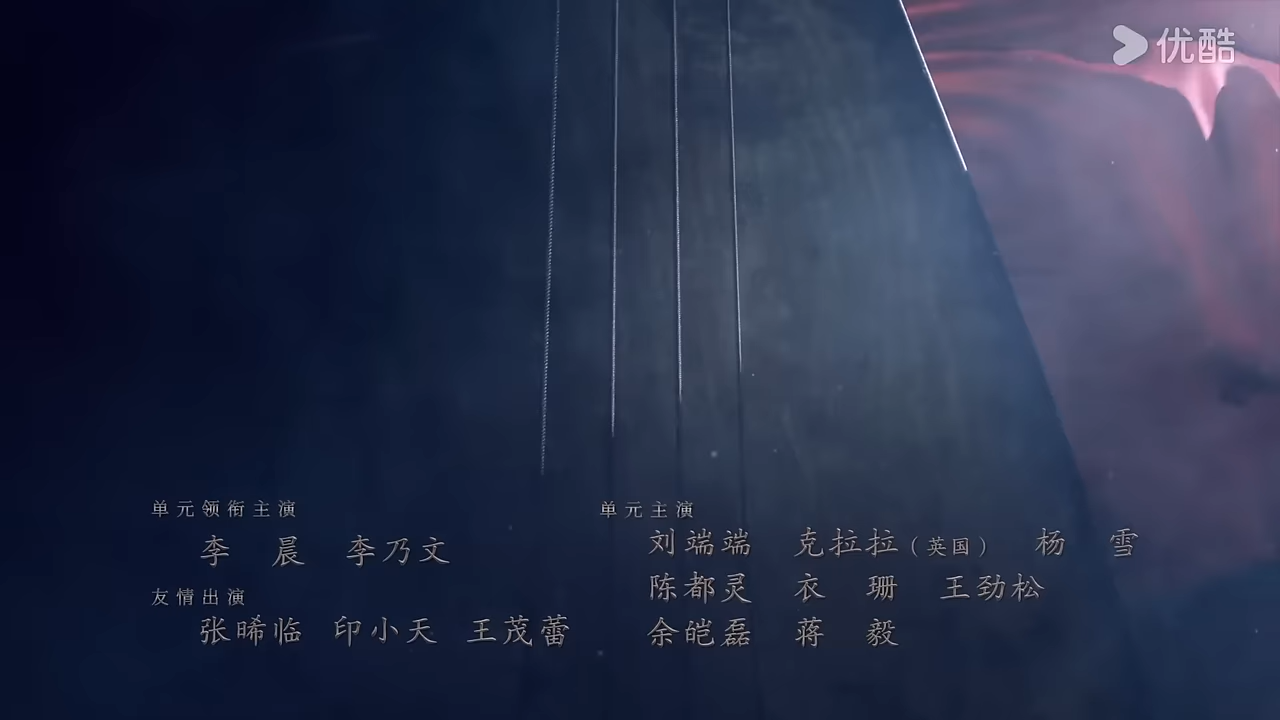 优酷
单元领衔主演
李晨 李乃文
友情出演
张晞临 印小天 王茂蕾
单元主演
刘端端 克拉拉(英国) 杨雪
陈都灵 衣珊 王劲松
余皑磊 蒋毅